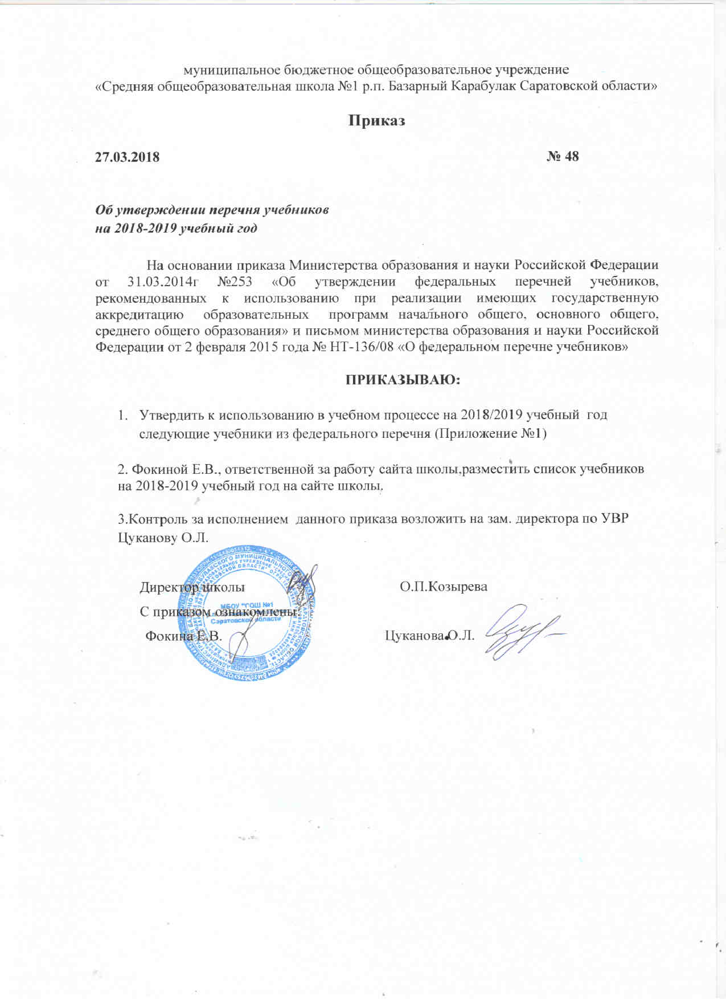 муниципальное бюджетное общеобразовательное учреждение
«Средняя общеобразовательная школа №1 р.п. Базарный Карабулак Саратовской области»
Приказ
27.03.2018 № 48
Об утверждении перечня учебников
на 2018-2019 учебный год
На основании приказа Министерства образования и науки Российской Федерации
от 31.03.2014г №253 «Об утверждении федеральных перечней учебников,
рекомендованных к использованию при реализации имеющих государственную
аккредитацию образовательных программ начального общего, основного общего,
среднего общего образования» и письмом министерства образования и науки Российской
Федерации от 2 февраля 2015 года № НТ-136/08 «О федеральном перечне учебников»
ПРИКАЗЫВАЮ:
1. Утвердить к использованию в учебном процессе на 2018/2019 учебный год
следующие учебники из федерального перечня (Приложение №1)
2. Фокиной Е.В., ответственной за работу сайта школы,разместить список учебников
на 2018-2019 учебный год на сайте школы.
3.Контроль за исполнением данного приказа возложить на зам. директора по УВР
Цуканову О.Л.
Директор школы О.П.Козырева
МБОУ "СОШ №1
С приказом ознакомлены:
Саратовской области
Фокина Е.В. Цуканова О.Л.